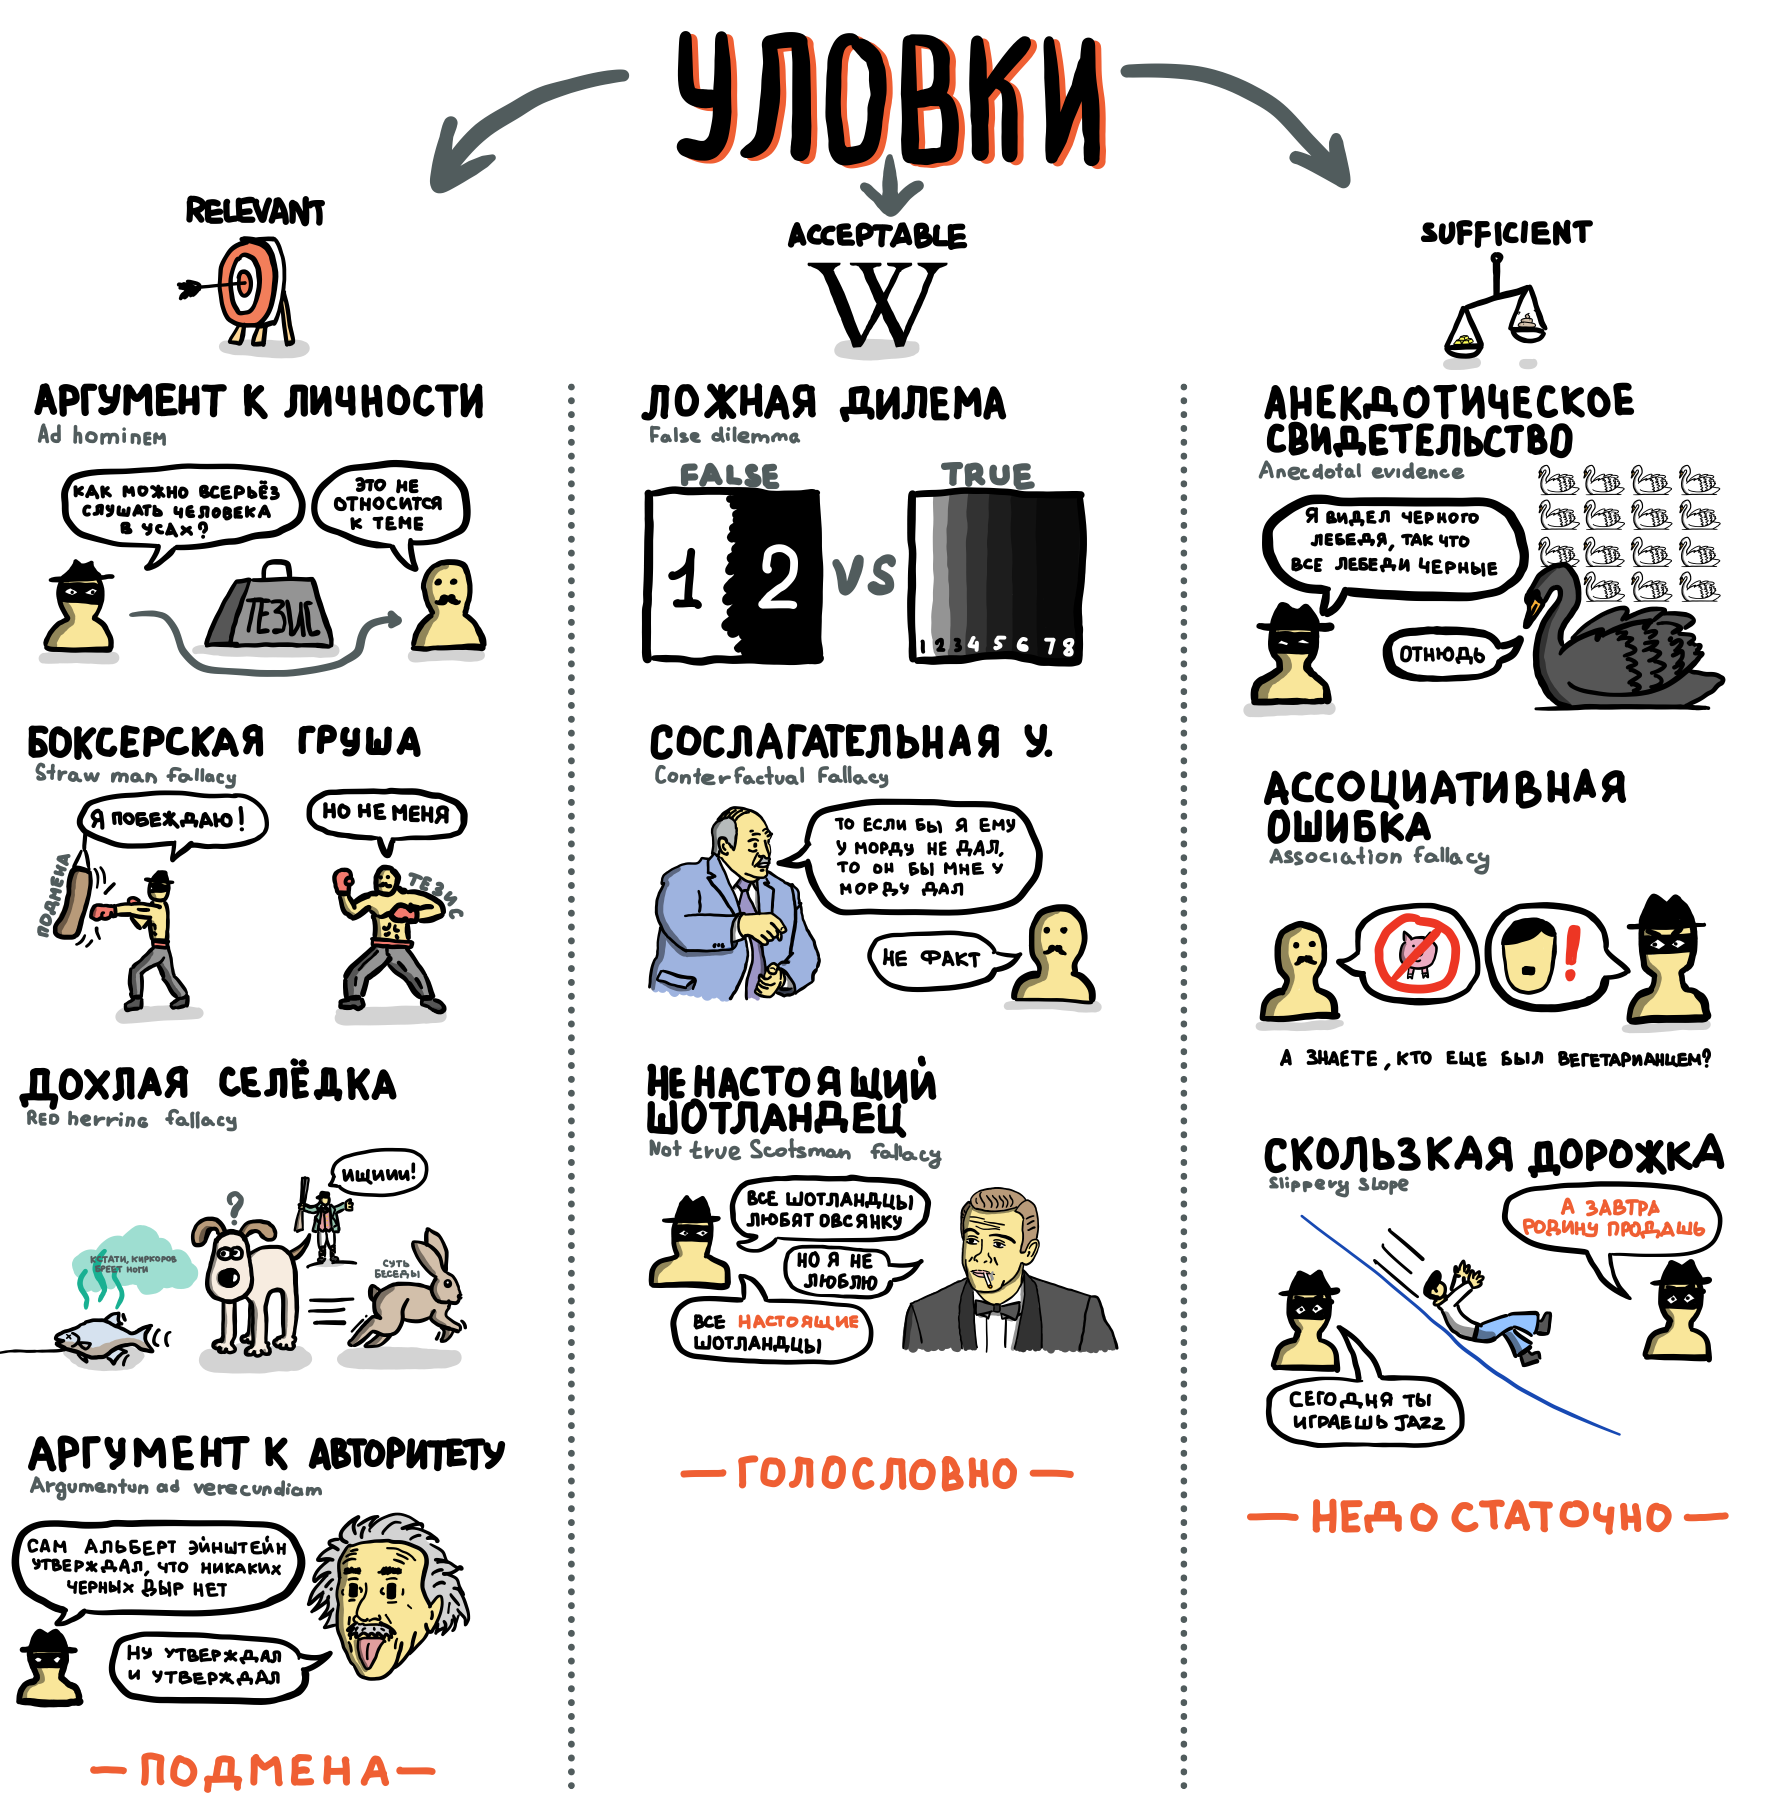 УЛОВКИ
RELEVANT
АРГУМЕНТ К ЛИЧНОСТИ
Ad hominem
КАК МОЖНО ВСЕРЬЁЗ
СЛУШАТЬ ЧЕЛОВЕКА
В УСАХ?
ЭТО НЕ
ОТНОСИТСЯ
К ТЕМЕ
ТЕЗИС
БОКСЕРСКАЯ ГРУША
Straw man fallacy
Я ПОБЕЖДАЮ!
НО НЕ МЕНЯ
ПОДМЕНА
ТЕЗИС
ДОХЛАЯ СЕЛЁДКА
RED herring fallacy
ИЩИИИ!
?
КСТАТИ, КИРКОРОВ
БРЕЕТ НОГИ
СУТЬ
БЕСЕДЫ
АРГУМЕНТ К АВТОРИТЕТУ
Argumentun ad verecundiam
САМ АЛЬБЕРТ ЭЙНШТЕЙН
УТВЕРЖДАЛ, ЧТО НИКАКИХ
ЧЕРНЫХ ДЫР НЕТ
НУ УТВЕРЖДАЛ
И УТВЕРЖДАЛ
— ПОДМЕНА —
ACCEPTABLE
W
ЛОЖНАЯ ДИЛЕМА
False dilemma
FALSE
TRUE
1 2
VS
1 2 3 4 5 6 7 8
СОСЛАГАТЕЛЬНАЯ У.
Conterfactual Fallacy
ТО ЕСЛИ БЫ Я ЕМУ
У МОРДУ НЕ ДАЛ,
ТО ОН БЫ МНЕ У
МОРДУ ДАЛ
НЕ ФАКТ
НЕ НАСТОЯЩИЙ
ШОТЛАНДЕЦ
Not true Scotsman fallacy
ВСЕ ШОТЛАНДЦЫ
ЛЮБЯТ ОВСЯНКУ
НО Я НЕ
ЛЮБЛЮ
ВСЕ НАСТОЯЩИЕ
ШОТЛАНДЦЫ
— ГОЛОСЛОВНО —
SUFFICIENT
АНЕКДОТИЧЕСКОЕ
СВИДЕТЕЛЬСТВО
Anecdotal evidence
Я ВИДЕЛ ЧЕРНОГО
ЛЕБЕДЯ, ТАК ЧТО
ВСЕ ЛЕБЕДИ ЧЕРНЫЕ
ОТНЮДЬ
АССОЦИАТИВНАЯ
ОШИБКА
Association fallacy
!
А ЗНАЕТЕ, КТО ЕЩЕ БЫЛ ВЕГЕТАРИАНЦЕМ?
СКОЛЬЗКАЯ ДОРОЖКА
Slippery slope
А ЗАВТРА
РОДИНУ ПРОДАШЬ
СЕГОДНЯ ТЫ
ИГРАЕШЬ JAZZ
— НЕДОСТАТОЧНО —